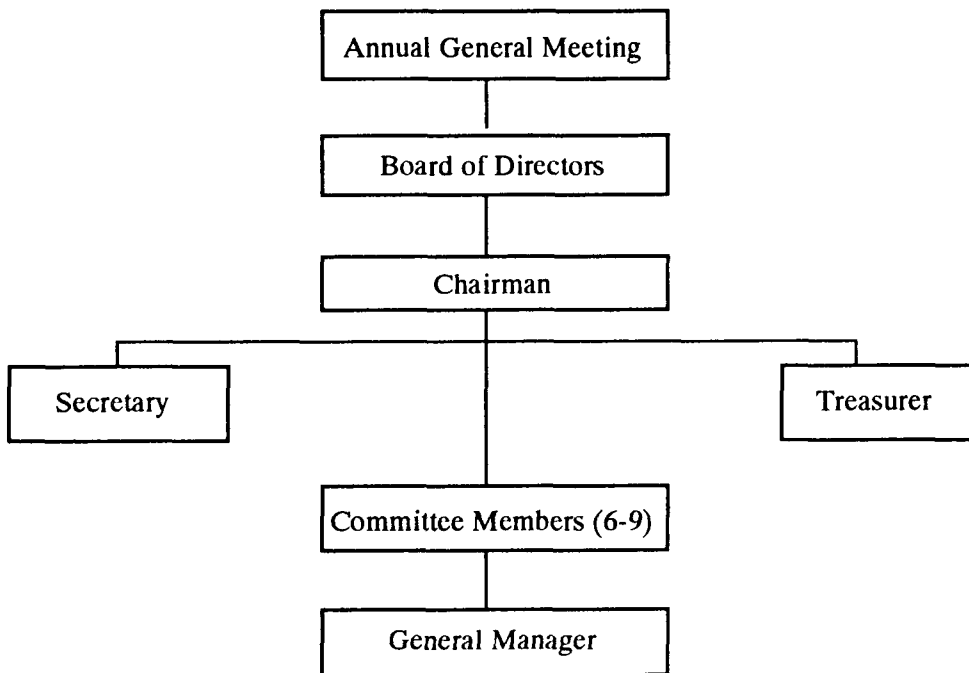 Annual General Meeting
Board of Directors
Chairman
Secretary
Treasurer
Committee Members (6-9)
General Manager